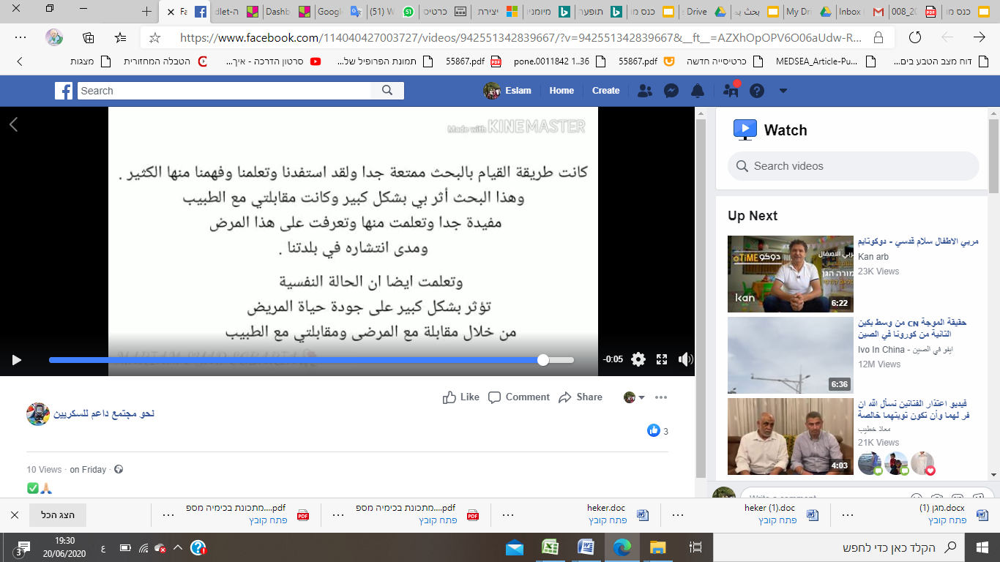 (51) W
Google
Dashb
dlet-ה
Fa
כרטיס
יצירת
מיומני
תופער
כנס מו
Drive
بحث بـ
My Dri
Inbox
008_20
כנס מו
https://www.facebook.com/114040427003727/videos/942551342839667/?v=942551342839667&__ft__=AZXhOpOPV6O06aUdw-R...
מצגות
הטבלה המחזורית
סרטון הדרכה - איך...
תמונת הפרופיל של...
55867.pdf
pone.0011842 1..36
55867.pdf
כרטיסייה חדשה
MEDSEA_Article-Pu...
דוח מצב הטבע בים...
Search
Eslam
Home
Create
Made with KINEMASTER
كانت طريقة القيام بالبحث ممتعة جدا ولقد استفدنا وتعلمنا وفهمنا منها الكثير .
وهذا البحث أثر بي بشكل كبير وكانت مقابلتي مع الطبيب
مفيدة جدا وتعلمت منها وتعرفت على هذا المرض
ومدى انتشاره في بلدتنا .
وتعلمت ايضا ان الحالة النفسية
تؤثر بشكل كبير على جودة حياة المريض
من خلال مقابلة مع المرضى ومقابلتي مع الطبيب
-0:05
Like
Comment
Share
نحو مجتمع داعم للسكريين
3
10 Views · on Friday ·
Watch
Search videos
Up Next
مربي الاطفال سلام قدسي - دوكوتايم
Kan arb
23K Views
דוקו TiME
kan
6:22
حقيقة الموجة CN من وسط بكين
الثانية من كورونا في الصين
Ivo In China - ايفو في الصين
12M Views
6:36
فيديو اعتذار الفنانين نسأل الله ان
فر لهما وأن تكون توبتهما خالصة
معاذ خطيب
21K Views
4:03
Write a comment...
הצג הכל
מתכונת בכימיה מספ....pdf
פתח קובץ
מתכונת בכימיה מספ....pdf
פתח קובץ
heker.doc
פתח קובץ
heker (1).doc
פתח קובץ
מגן (1).docx
פתח קובץ
3
19:30
20/06/2020
ع
הקלד כאן כדי לחפש